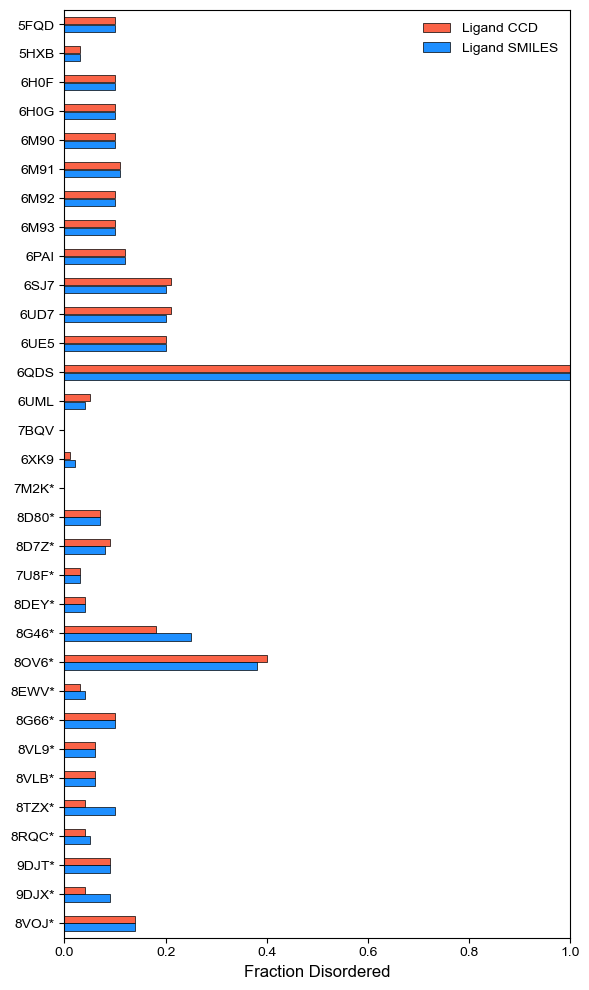 Ligand CCD
Ligand SMILES
5FQD
5HXB
6H0F
6H0G
6M90
6M91
6M92
6M93
6PAI
6SJ7
6UD7
6UE5
6QDS
6UML
7BQV
6XK9
7M2K*
8D80*
8D7Z*
7U8F*
8DEY*
8G46*
8OV6*
8EWV*
8G66*
8VL9*
8VLB*
8TZX*
8RQC*
9DJT*
9DJX*
8VOJ*
0.0 0.2 0.4 0.6 0.8 1.0
Fraction Disordered